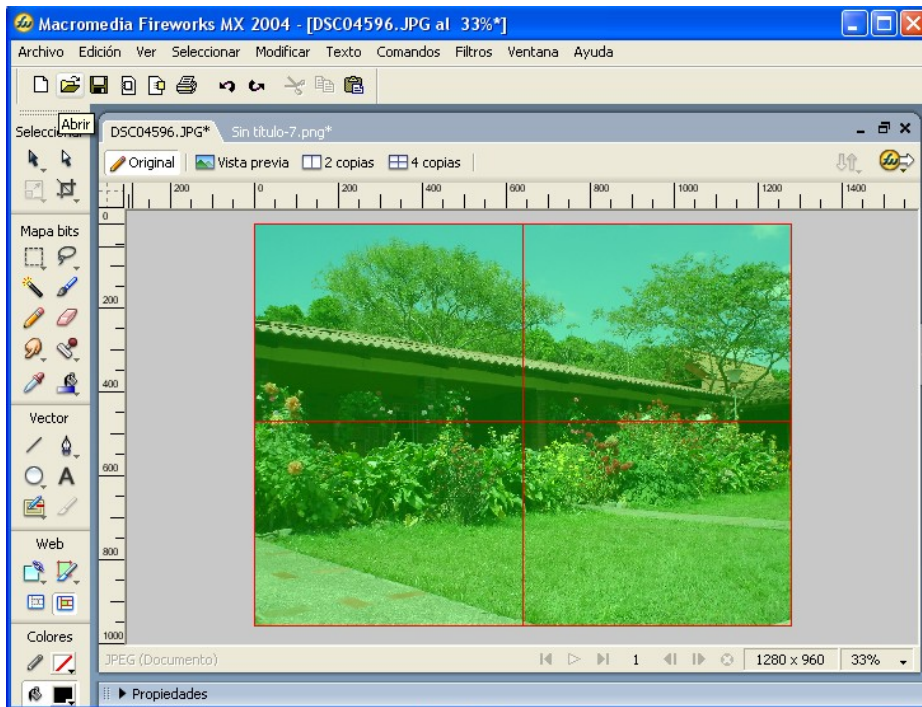 Macromedia Fireworks MX 2004 - [DSC04596.JPG al 33%*]
Archivo Edición Ver Seleccionar Modificar Texto Comandos Filtros Ventana Ayuda
Abrir
DSC04596.JPG* Sin título-7.png*
Original Vista previa 2 copias 4 copias
200 0 200 400 600 800 1000 1200 1400
0
Mapa bits
200
400
Vector
600
Web
800
Colores
1000
JPEG (Documento) 1 1280 x 960 33%
Propiedades